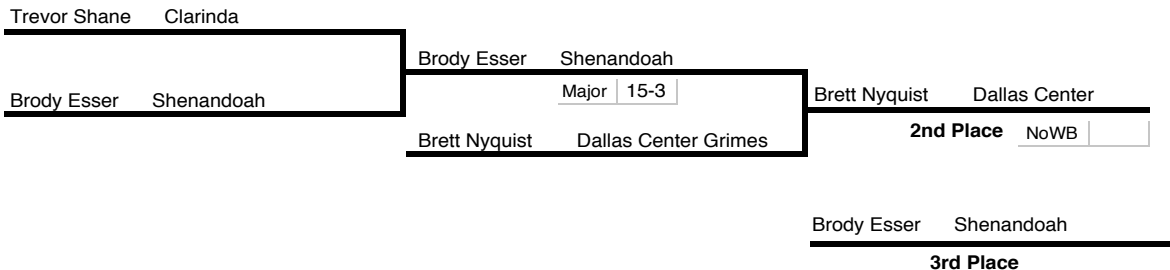 Trevor Shane Clarinda
Brody Esser Shenandoah
Major 15-3
Brody Esser Shenandoah
Brett Nyquist Dallas Center
2nd Place NoWB
Brett Nyquist Dallas Center Grimes
Brody Esser Shenandoah
3rd Place